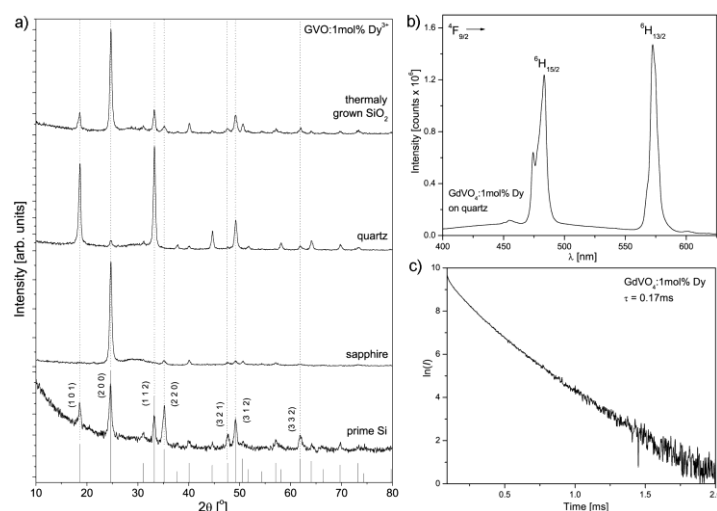 a)
GVO:1mol% Dy³⁺
thermaly
grown SiO₂
quartz
sapphire
prime Si
(1 0 1)
(2 0 0)
(1 1 2)
(2 2 0)
(3 2 1)
(3 1 2)
(3 3 2)
Intensity [arb. units]
10 20 30 40 50 60 70 80
2θ [°]
b)
⁴F₉/₂
⁶H₁₅/₂
⁶H₁₃/₂
GdVO₄:1mol% Dy
on quartz
Intensity [counts x 10⁶]
1.6
1.2
0.8
0.4
0.0
400 450 500 550 600
λ [nm]
c)
GdVO₄:1mol% Dy
τ = 0.17ms
ln(I)
10
8
6
4
2
0
0.5 1.0 1.5 2.0
Time [ms]